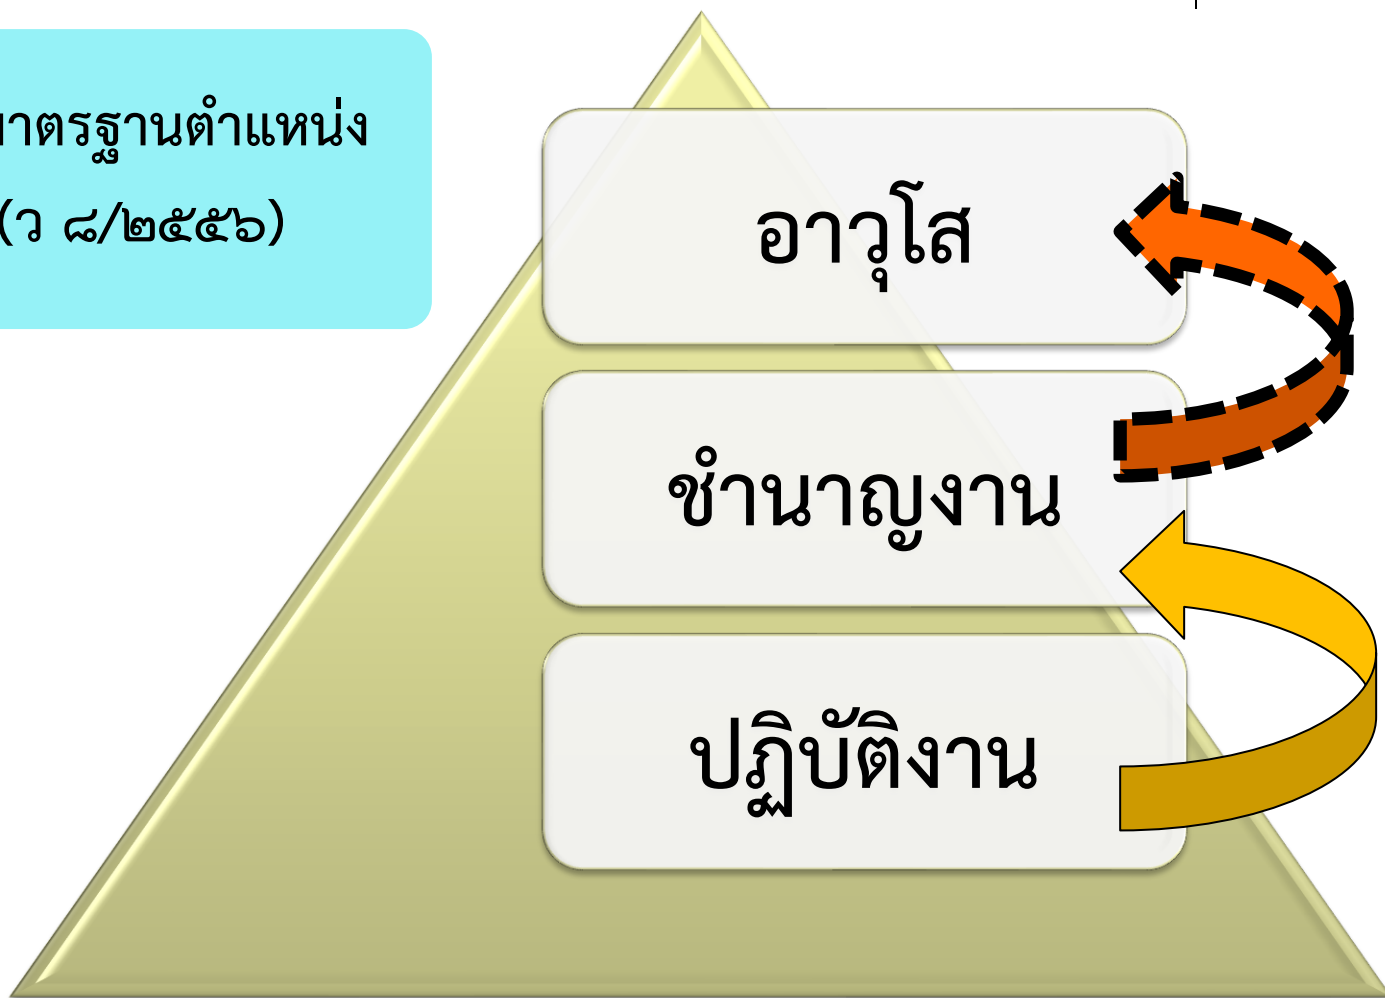 าตรฐานตำแหน่ง
(ว ๘/๒๕๕๖)
อาวุโส
ชำนาญงาน
ปฏิบัติงาน